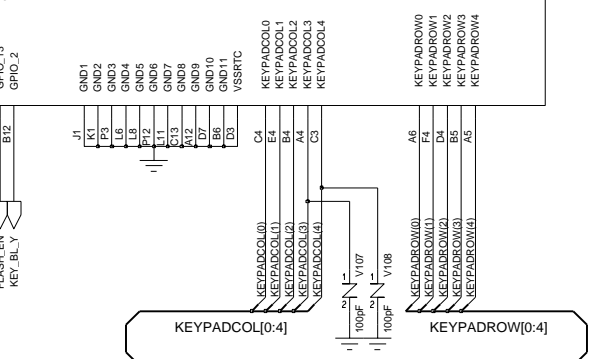 GPIO_13
GPIO_2
GND1
GND2
GND3
GND4
GND5
GND6
GND7
GND8
GND9
GND10
GND11
VSSRTC
KEYPADCOL0
KEYPADCOL1
KEYPADCOL2
KEYPADCOL3
KEYPADCOL4
KEYPADROW0
KEYPADROW1
KEYPADROW2
KEYPADROW3
KEYPADROW4
B12
J1
K1
P3
L6
L8
P12
L11
C13
A12
D7
B6
D3
C4
E4
B4
A4
C3
A6
F4
D4
B5
A5
FLASH_EN
KEY_BL_Y
KEYPADCOL(0)
KEYPADCOL(1)
KEYPADCOL(2)
KEYPADCOL(3)
KEYPADCOL(4)
1
2
V107
100pF
1
2
V108
100pF
KEYPADROW(0)
KEYPADROW(1)
KEYPADROW(2)
KEYPADROW(3)
KEYPADROW(4)
KEYPADCOL[0:4]
KEYPADROW[0:4]